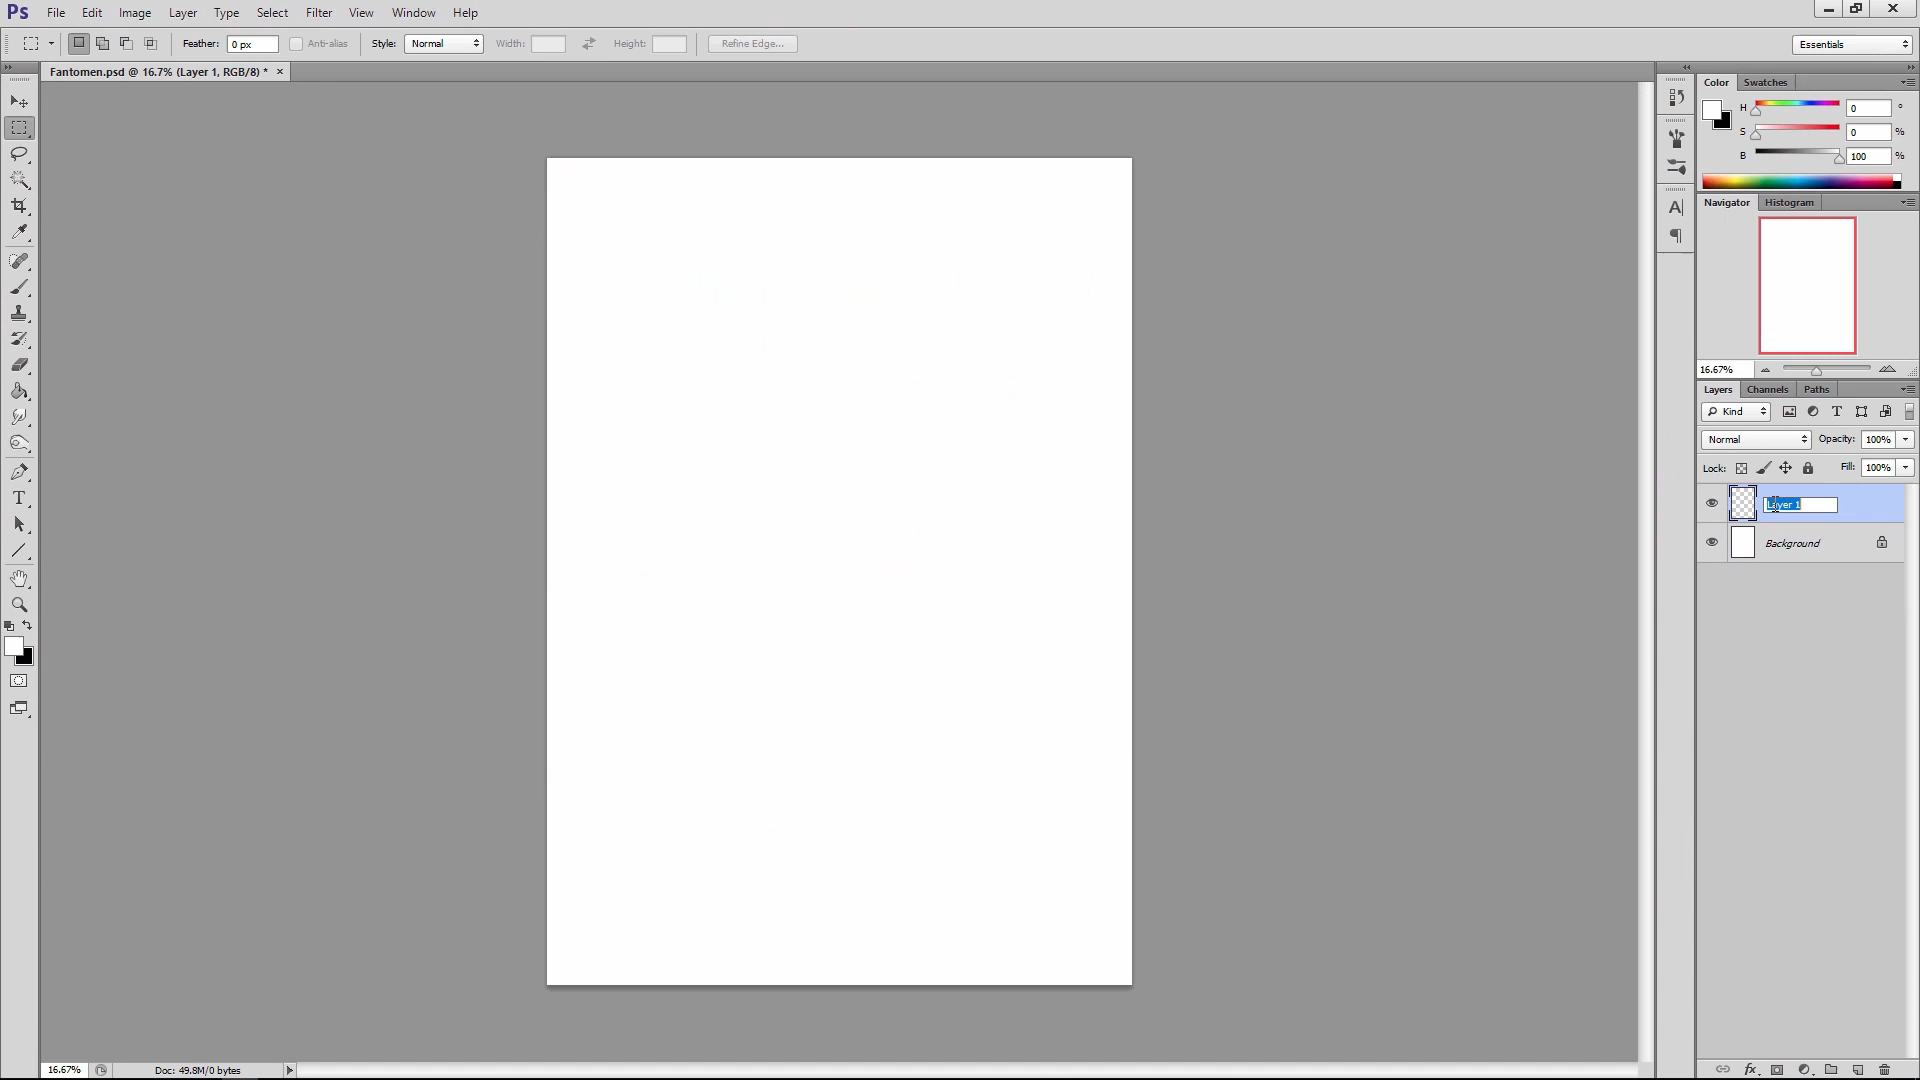 Ps File Edit Image Layer Type Select Filter View Window Help
Feather: 0 px Anti-alias Style: Normal Width: Height: Refine Edge... Essentials
Fantomen.psd @ 16.7% (Layer 1, RGB/8) * ×
Color Swatches
H 0 °
S 0 %
B 100 %
Navigator Histogram
16.67%
Layers Channels Paths
Kind
Normal Opacity: 100%
Lock: Fill: 100%
Layer 1
Background
16.67% Doc: 49.8M/0 bytes